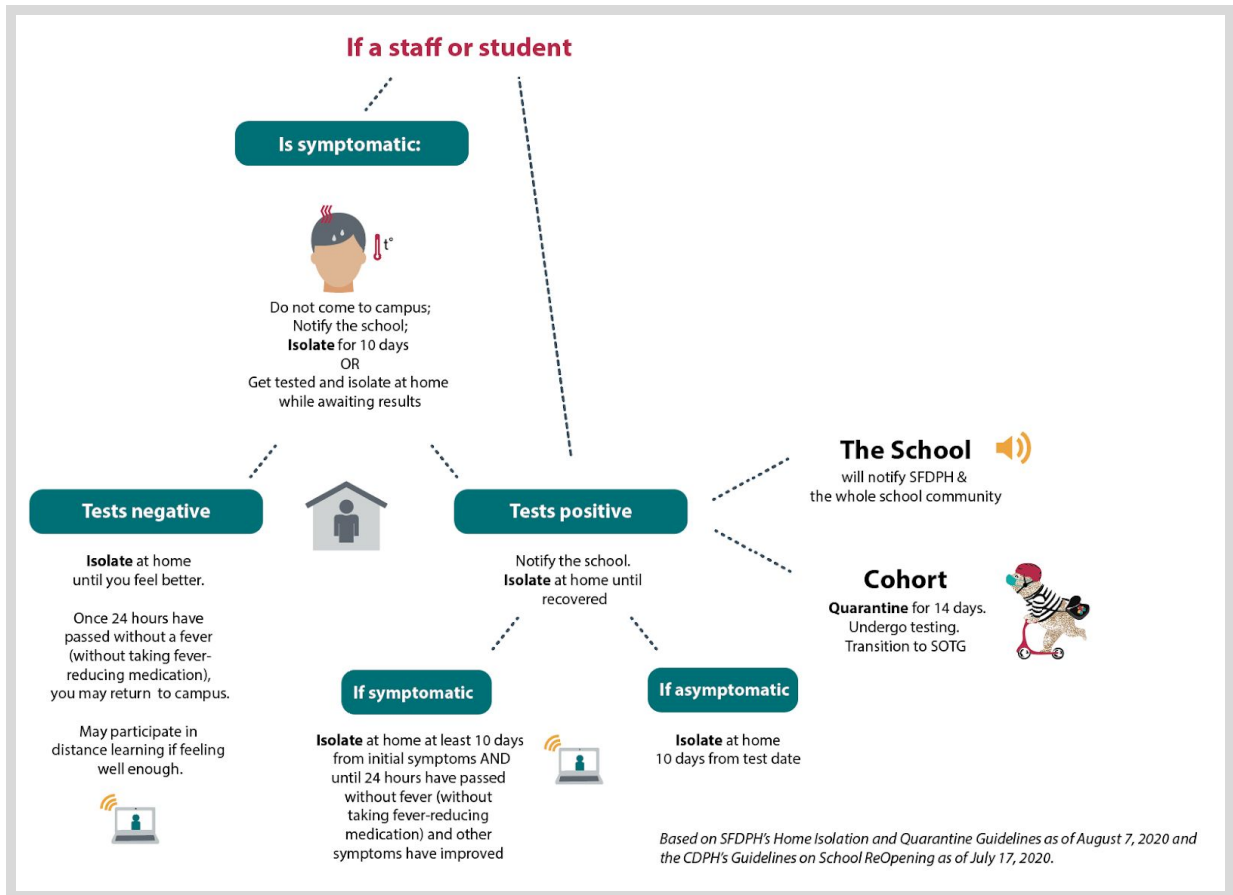 If a staff or student
Is symptomatic:
t°
Do not come to campus;
Notify the school;
Isolate for 10 days
OR
Get tested and isolate at home
while awaiting results
Tests negative
Isolate at home
until you feel better.
Once 24 hours have
passed without a fever
(without taking fever-
reducing medication),
you may return to campus.
May participate in
distance learning if feeling
well enough.
Tests positive
Notify the school.
Isolate at home until
recovered
If symptomatic
Isolate at home at least 10 days
from initial symptoms AND
until 24 hours have passed
without fever (without
taking fever-reducing
medication) and other
symptoms have improved
If asymptomatic
Isolate at home
10 days from test date
The School
will notify SFDPH &
the whole school community
Cohort
Quarantine for 14 days.
Undergo testing.
Transition to SOTG
Based on SFDPH's Home Isolation and Quarantine Guidelines as of August 7, 2020 and
the CDPH's Guidelines on School ReOpening as of July 17, 2020.